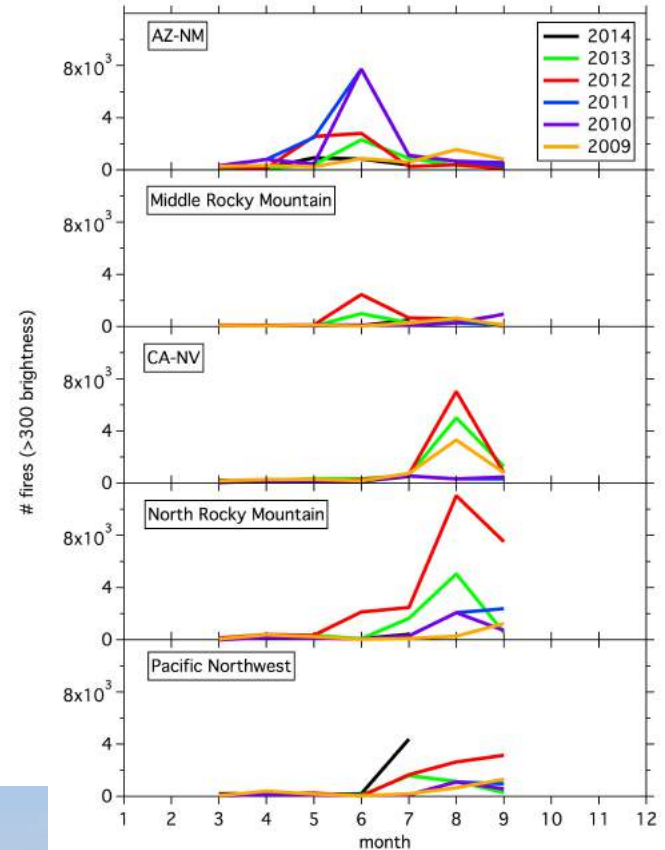 AZ-NM
2014
2013
2012
2011
2010
2009
8x10³
4
0
Middle Rocky Mountain
8x10³
4
0
CA-NV
8x10³
4
0
North Rocky Mountain
8x10³
4
0
Pacific Northwest
8x10³
4
0
# fires (>300 brightness)
1 2 3 4 5 6 7 8 9 10 11 12
month